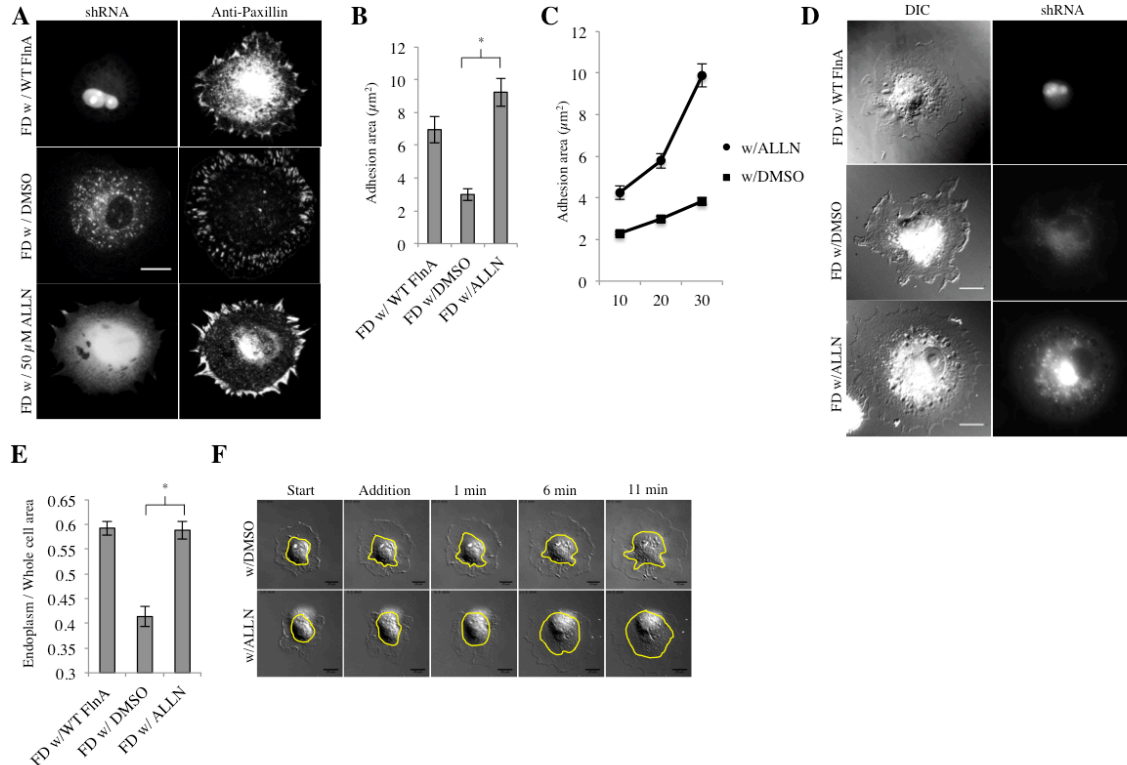 A
shRNA
Anti-Paxillin
FD w / WT FlnA
FD w / DMSO
FD w / 50 µM ALLN
B
*
Adhesion area (µm²)
12
10
8
6
4
2
0
FD w/ WT FlnA
FD w/DMSO
FD w/ALLN
C
Adhesion area (µm²)
12
10
8
6
4
2
0
10
20
30
w/ALLN
w/DMSO
D
DIC
shRNA
FD w/ WT FlnA
FD w/DMSO
FD w/ALLN
E
*
Endoplasm / Whole cell area
0.65
0.6
0.55
0.5
0.45
0.4
0.35
0.3
FD w/WT FlnA
FD w/ DMSO
FD w/ ALLN
F
Start
Addition
1 min
6 min
11 min
w/DMSO
w/ALLN